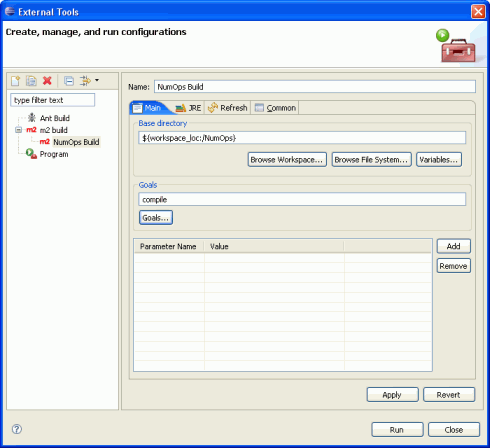 External Tools
Create, manage, and run configurations
type filter text
Ant Build
m2 m2 build
m2 NumOps Build
Program
Name: NumOps Build
Main JRE Refresh Common
Base directory
${workspace_loc:/NumOps}
Browse Workspace... Browse File System... Variables...
Goals
compile
Goals...
Parameter Name Value
Add
Remove
Apply Revert
Run Close